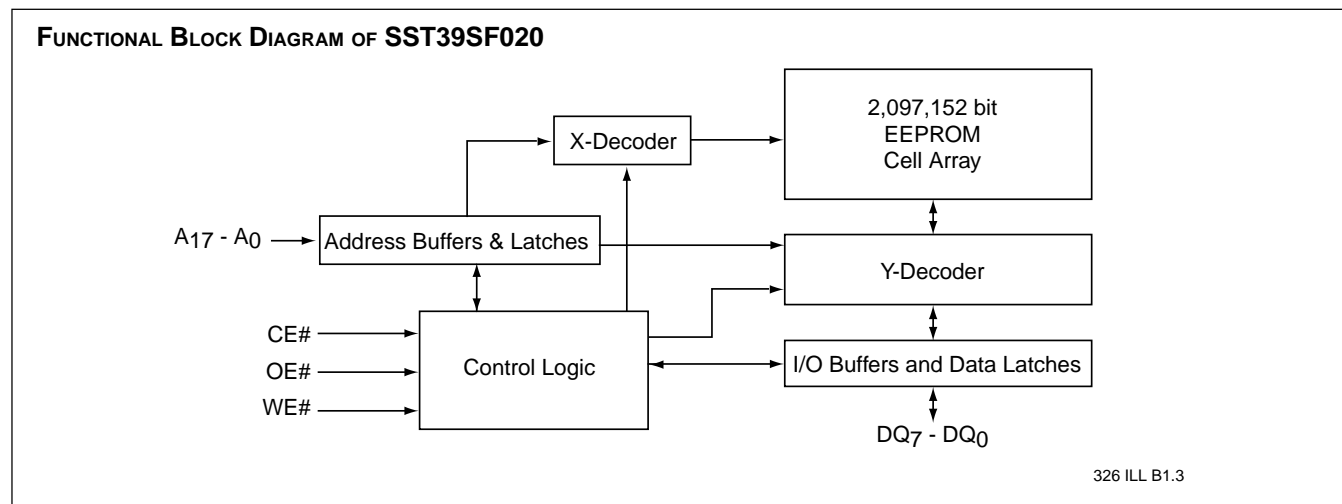 FUNCTIONAL BLOCK DIAGRAM OF SST39SF020
2,097,152 bit
EEPROM
Cell Array
X-Decoder
A17 - A0
Address Buffers & Latches
Y-Decoder
CE#
OE#
WE#
Control Logic
I/O Buffers and Data Latches
DQ7 - DQ0
326 ILL B1.3